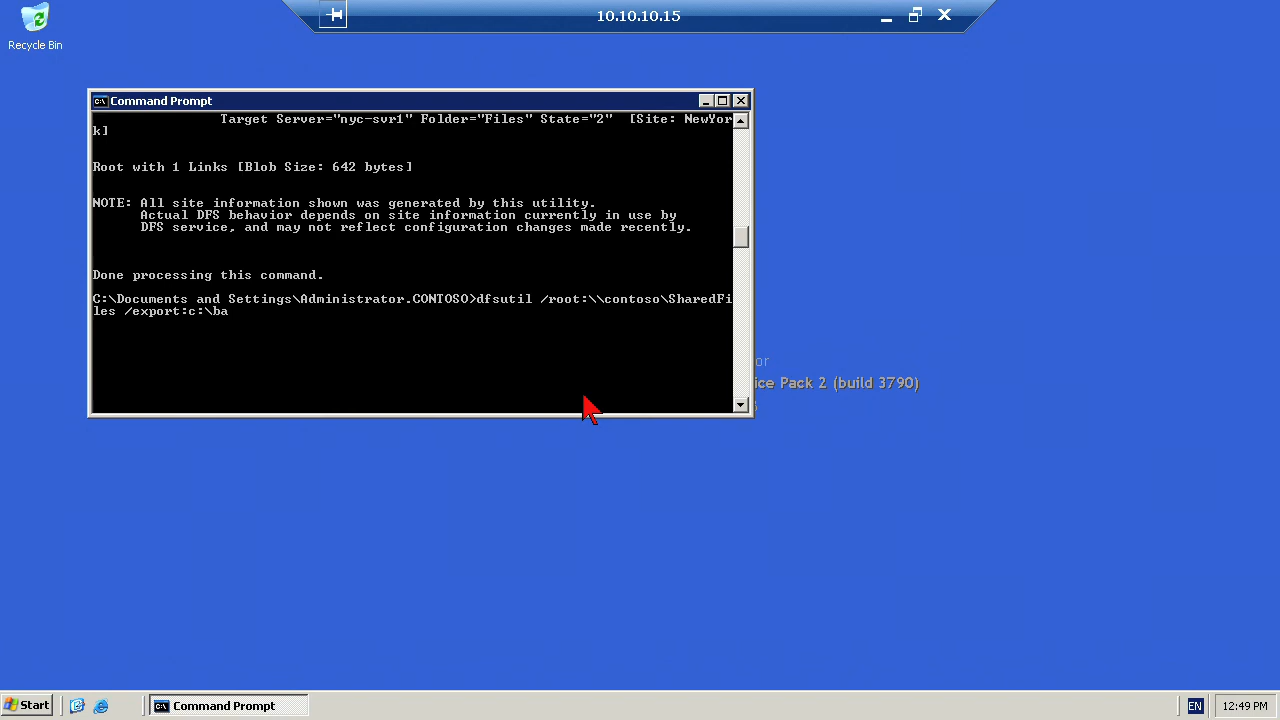 10.10.10.15
Recycle Bin
Command Prompt
Target Server="nyc-svr1" Folder="Files" State="2" [Site: NewYor
k]
Root with 1 Links [Blob Size: 642 bytes]
NOTE: All site information shown was generated by this utility.
Actual DFS behavior depends on site information currently in use by
DFS service, and may not reflect configuration changes made recently.
Done processing this command.
C:\Documents and Settings\Administrator.CONTOSO>dfsutil /root:\\contoso\SharedFi
les /export:c:\ba
or
ice Pack 2 (build 3790)
Start
Command Prompt
EN
12:49 PM